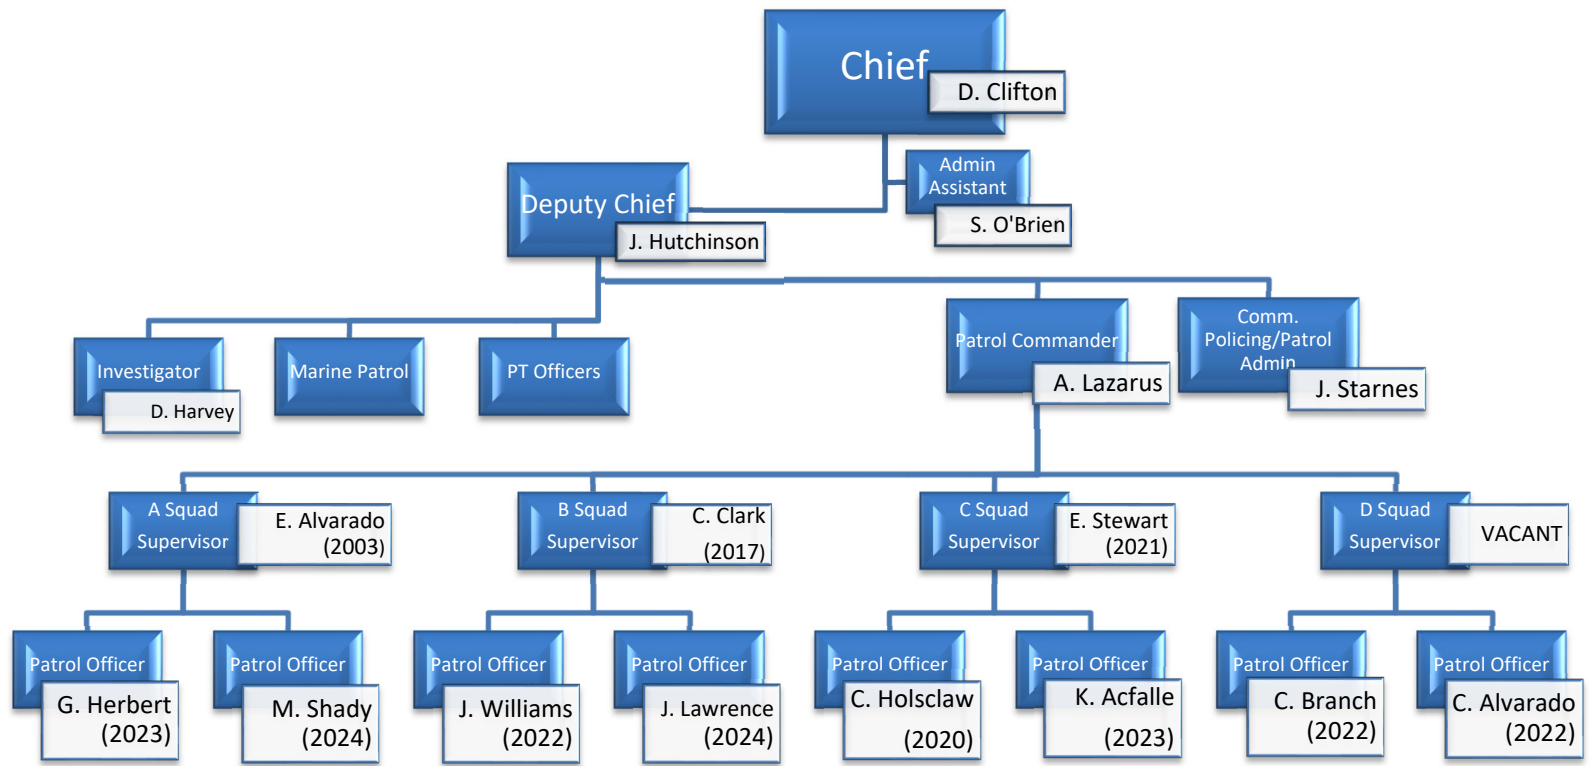 Chief
D. Clifton
Admin
Assistant
S. O'Brien
Deputy Chief
J. Hutchinson
Investigator
D. Harvey
Marine Patrol
PT Officers
Patrol Commander
A. Lazarus
Comm.
Policing/Patrol
Admin
J. Starnes
A Squad
Supervisor
E. Alvarado
(2003)
B Squad
Supervisor
C. Clark
(2017)
C Squad
Supervisor
E. Stewart
(2021)
D Squad
Supervisor
VACANT
Patrol Officer
G. Herbert
(2023)
Patrol Officer
M. Shady
(2024)
Patrol Officer
J. Williams
(2022)
Patrol Officer
J. Lawrence
(2024)
Patrol Officer
C. Holsclaw
(2020)
Patrol Officer
K. Acfalle
(2023)
Patrol Officer
C. Branch
(2022)
Patrol Officer
C. Alvarado
(2022)